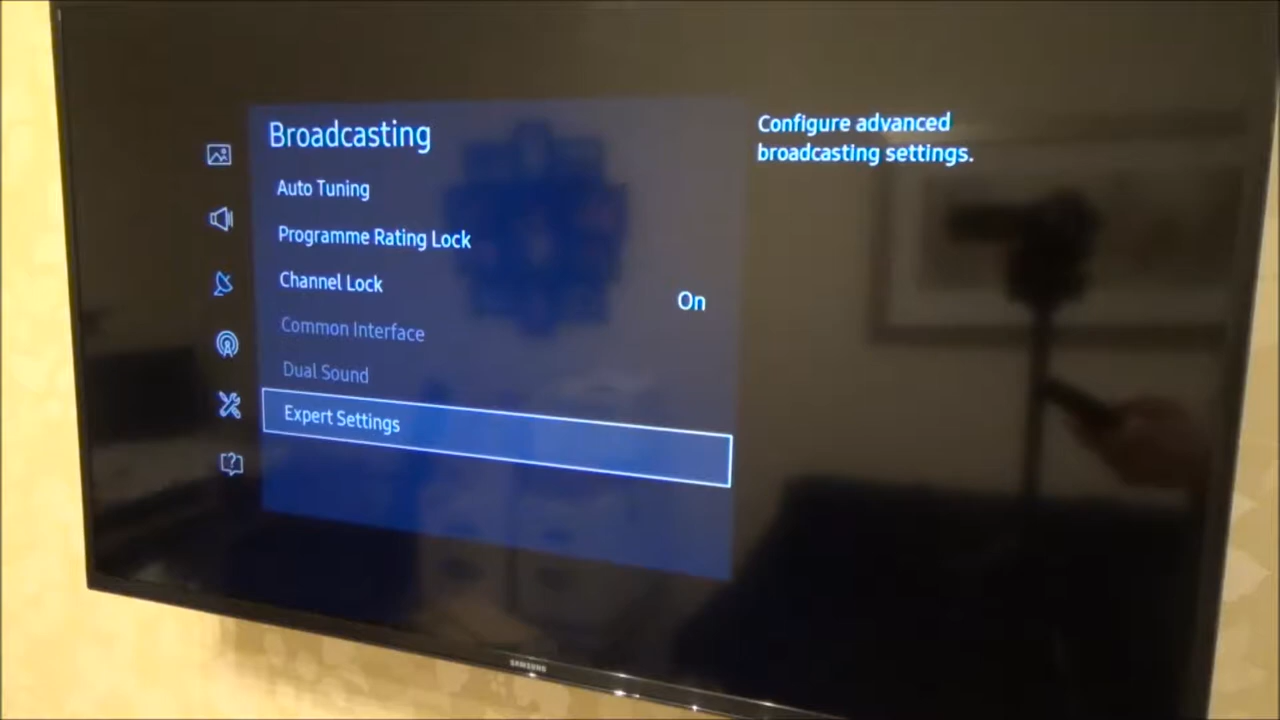 Broadcasting
Auto Tuning
Programme Rating Lock
Channel Lock On
Common Interface
Dual Sound
Expert Settings
Configure advanced
broadcasting settings.
SAMSUNG